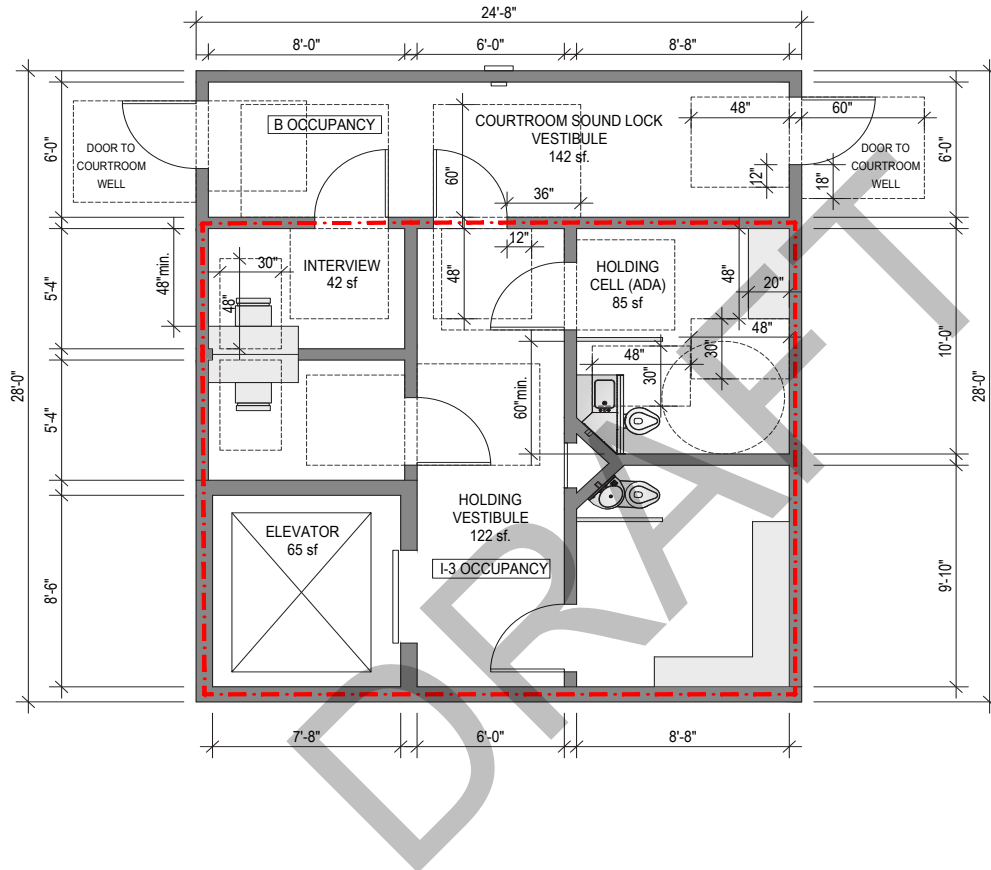 24'-8"
8'-0"
6'-0"
8'-8"
28'-0"
6'-0"
5'-4"
5'-4"
8'-6"
48"min.
B OCCUPANCY
COURTROOM SOUND LOCK
VESTIBULE
142 sf.
DOOR TO
COURTROOM
WELL
DOOR TO
COURTROOM
WELL
48"
60"
12"
18"
60"
36"
12"
48"
6'-0"
10'-0"
9'-10"
28'-0"
INTERVIEW
42 sf
30"
48"
HOLDING
CELL (ADA)
85 sf
48"
20"
48"
30"
48"
30"
60"min.
HOLDING
VESTIBULE
122 sf.
I-3 OCCUPANCY
ELEVATOR
65 sf
7'-8"
6'-0"
8'-8"
DRAFT